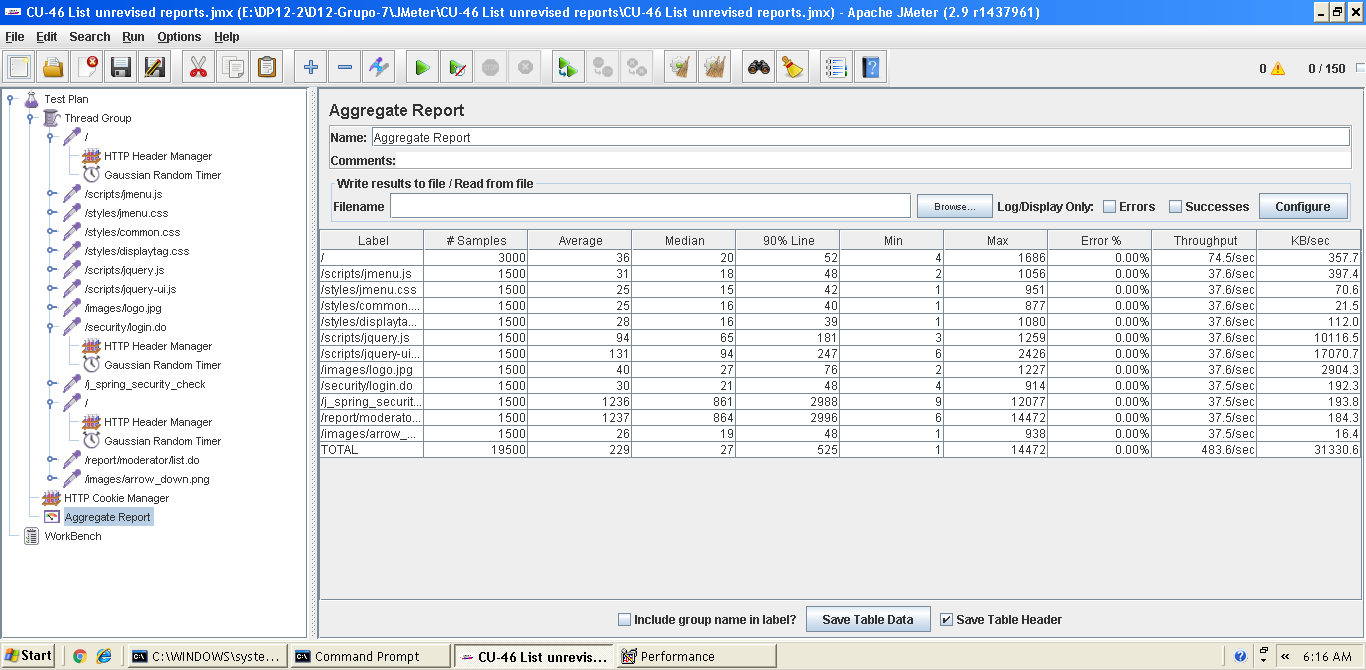 CU-46 List unrevised reports.jmx (E:\DP12-2\D12-Grupo-7\JMeter\CU-46 List unrevised reports\CU-46 List unrevised reports.jmx) - Apache JMeter (2.9 r1437961)
File Edit Search Run Options Help
0 0 / 150
Test Plan
Thread Group
/
HTTP Header Manager
Gaussian Random Timer
/scripts/jmenu.js
/styles/jmenu.css
/styles/common.css
/styles/displaytag.css
/scripts/jquery.js
/scripts/jquery-ui.js
/images/logo.jpg
/security/login.do
HTTP Header Manager
Gaussian Random Timer
/j_spring_security_check
/
HTTP Header Manager
Gaussian Random Timer
/report/moderator/list.do
/images/arrow_down.png
HTTP Cookie Manager
Aggregate Report
WorkBench
Aggregate Report
Name: Aggregate Report
Comments:
Write results to file / Read from file
Filename Browse... Log/Display Only: Errors Successes Configure
Label # Samples Average Median 90% Line Min Max Error % Throughput KB/sec
/ 3000 36 20 52 4 1686 0.00% 74.5/sec 357.7
/scripts/jmenu.js 1500 31 18 48 2 1056 0.00% 37.6/sec 397.4
/styles/jmenu.css 1500 25 15 42 1 951 0.00% 37.6/sec 70.6
/styles/common.... 1500 25 16 40 1 877 0.00% 37.6/sec 21.5
/styles/displayta... 1500 28 16 39 1 1080 0.00% 37.6/sec 112.0
/scripts/jquery.js 1500 94 65 181 3 1259 0.00% 37.6/sec 10116.5
/scripts/jquery-ui... 1500 131 94 247 6 2426 0.00% 37.6/sec 17070.7
/images/logo.jpg 1500 40 27 76 2 1227 0.00% 37.6/sec 2904.3
/security/login.do 1500 30 21 48 4 914 0.00% 37.5/sec 192.3
/j_spring_securit... 1500 1236 861 2988 9 12077 0.00% 37.5/sec 193.8
/report/moderato... 1500 1237 864 2996 6 14472 0.00% 37.5/sec 184.3
/images/arrow_... 1500 26 19 48 1 938 0.00% 37.5/sec 16.4
TOTAL 19500 229 27 525 1 14472 0.00% 483.6/sec 31330.6
Include group name in label? Save Table Data Save Table Header
Start C:\WINDOWS\syste... Command Prompt CU-46 List unrevis... Performance « 6:16 AM